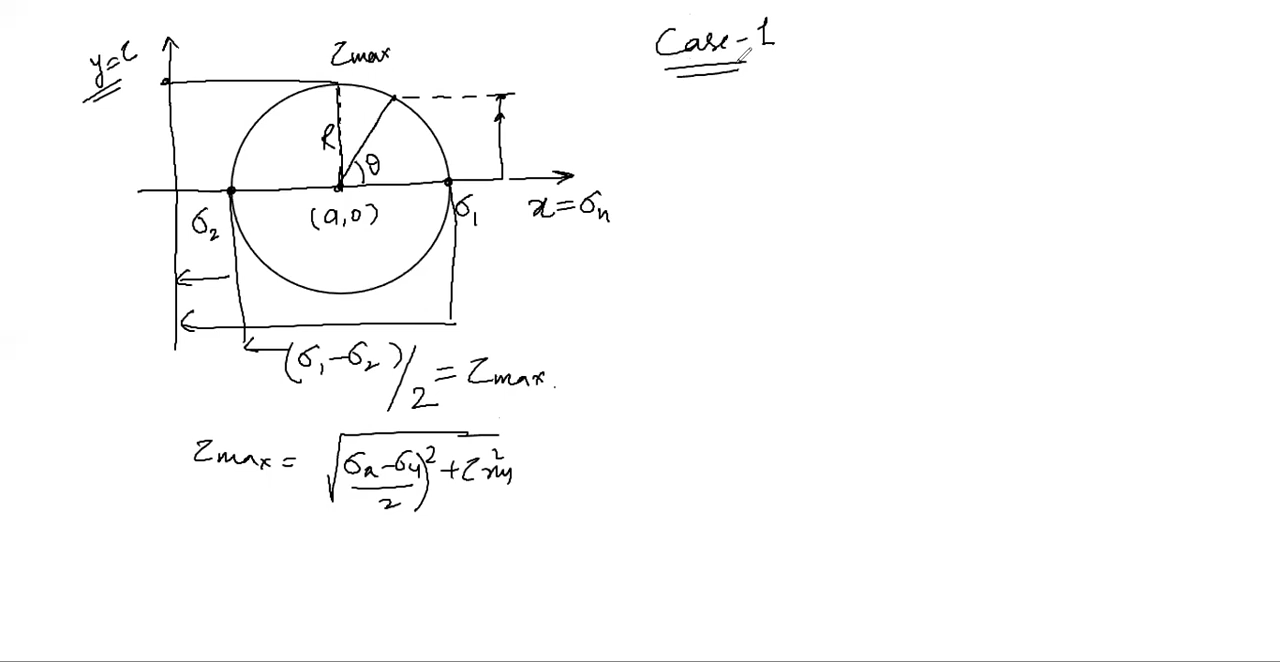 y=τ
τmax
R
θ
(a,0)
σ₂
σ₁
x=σn
(σ₁-σ₂)/2 = τmax.
τmax = √((σx-σy)/2)²+τxy²
Case-1